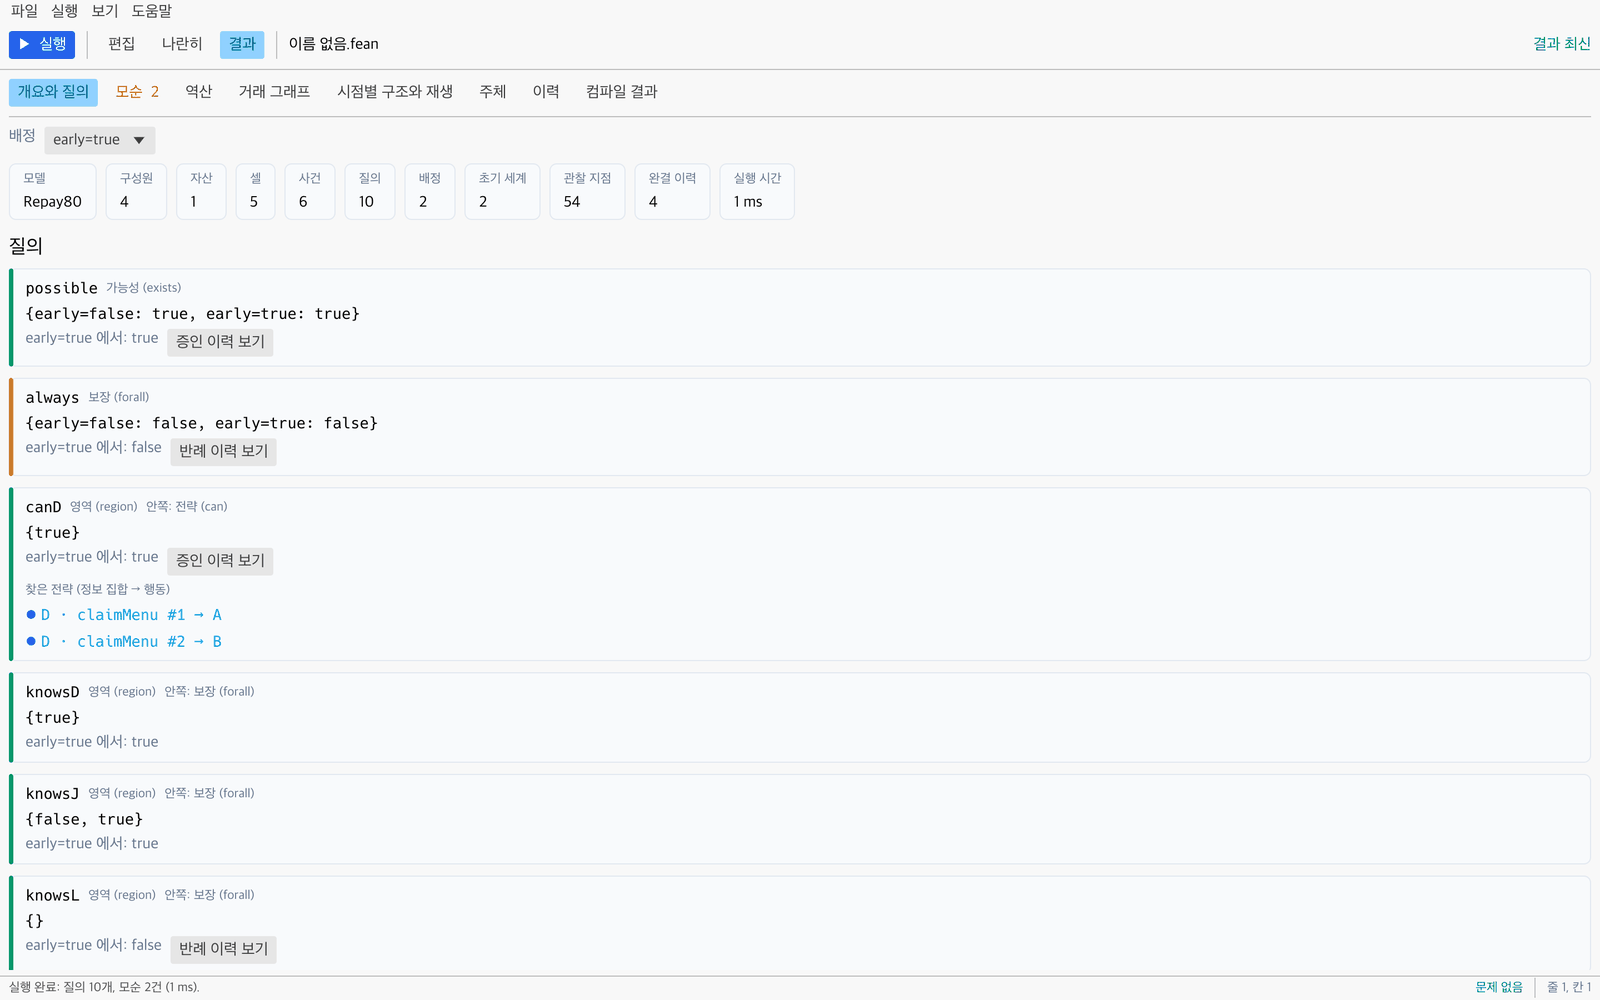 파일 실행 보기 도움말
▶ 실행 편집 나란히 결과 이름 없음.fean 결과 최신
개요와 질의 모순 2 역산 거래 그래프 시점별 구조와 재생 주체 이력 컴파일 결과
배정 early=true ▼
모델 구성원 자산 셀 사건 질의 배정 초기 세계 관찰 지점 완결 이력 실행 시간
Repay80 4 1 5 6 10 2 2 54 4 1 ms
질의
possible 가능성 (exists)
{early=false: true, early=true: true}
early=true 에서: true 증인 이력 보기
always 보장 (forall)
{early=false: false, early=true: false}
early=true 에서: false 반례 이력 보기
canD 영역 (region) 안쪽: 전략 (can)
{true}
early=true 에서: true 증인 이력 보기
찾은 전략 (정보 집합 → 행동)
● D · claimMenu #1 → A
● D · claimMenu #2 → B
knowsD 영역 (region) 안쪽: 보장 (forall)
{true}
early=true 에서: true
knowsJ 영역 (region) 안쪽: 보장 (forall)
{false, true}
early=true 에서: true
knowsL 영역 (region) 안쪽: 보장 (forall)
{}
early=true 에서: false 반례 이력 보기
실행 완료: 질의 10개, 모순 2건 (1 ms). 문제 없음 줄 1, 칸 1